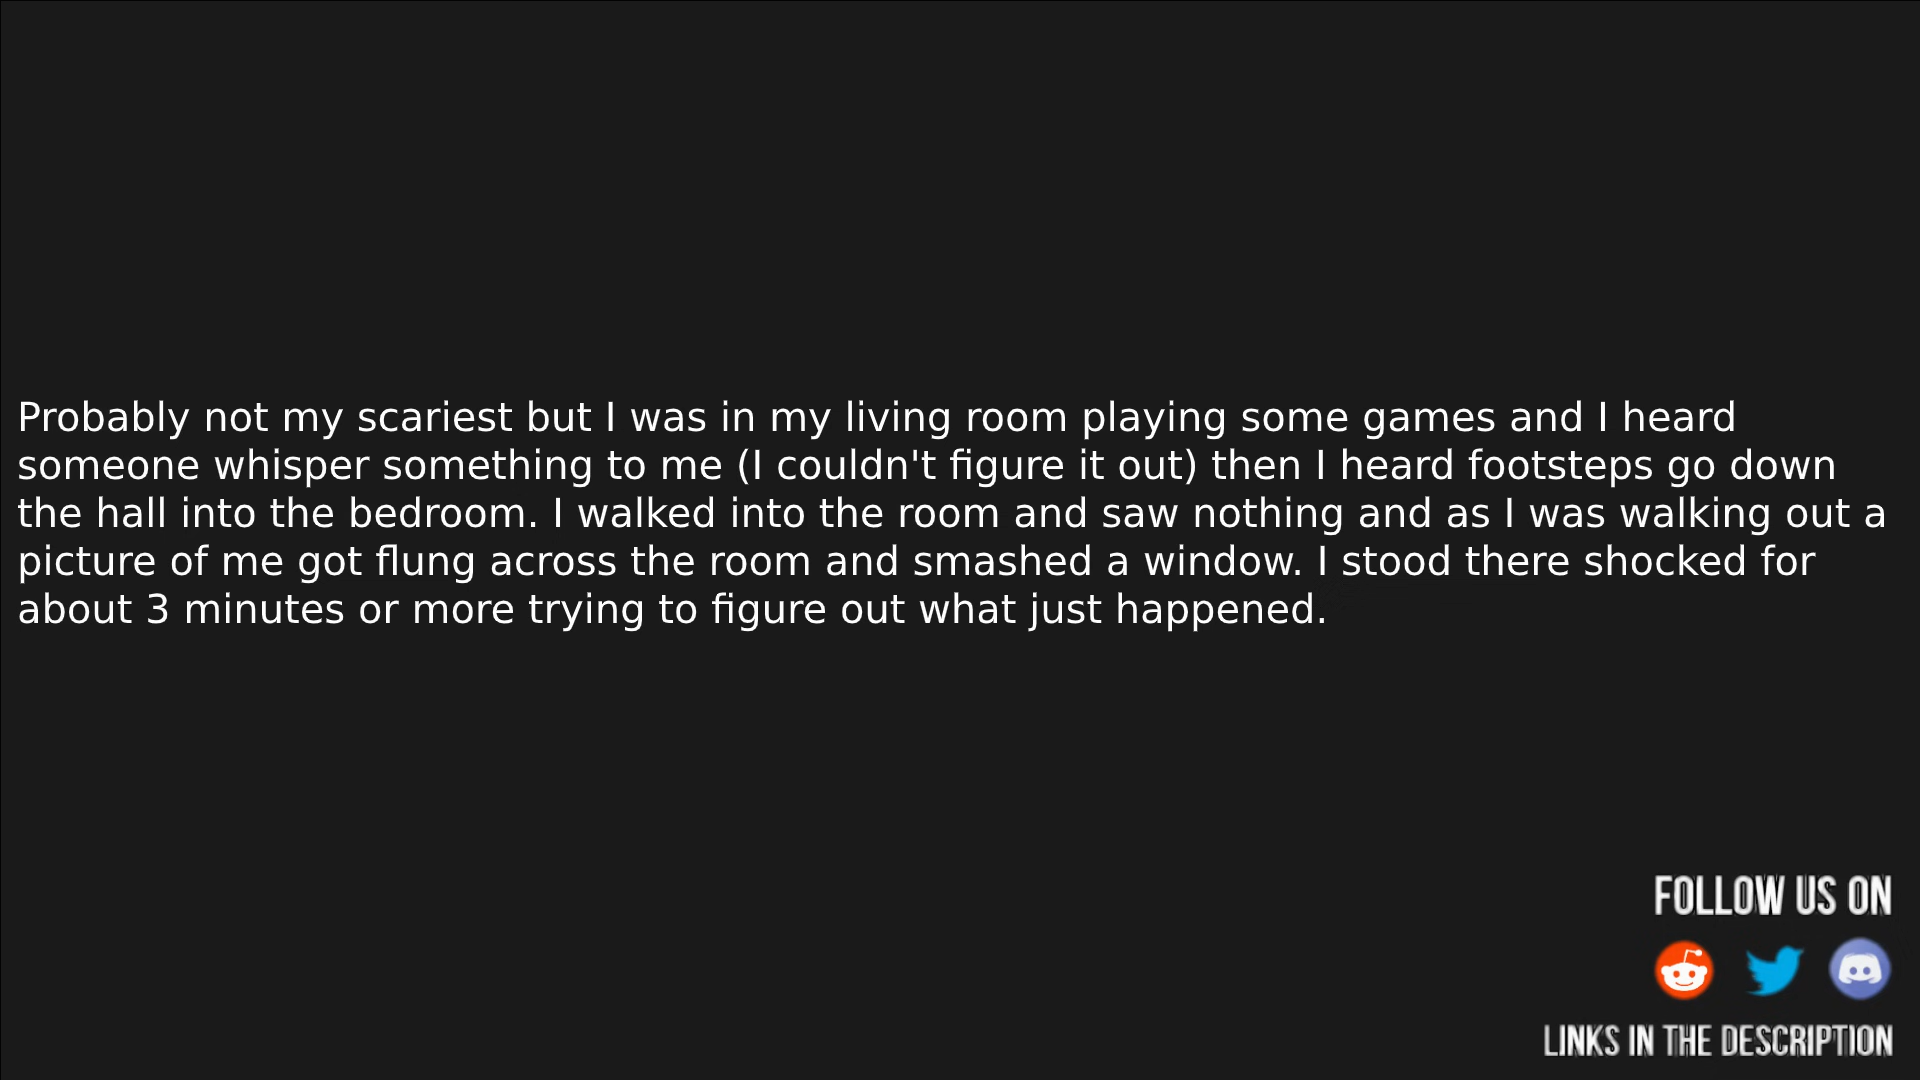 Probably not my scariest but I was in my living room playing some games and I heard
someone whisper something to me (I couldn't figure it out) then I heard footsteps go down
the hall into the bedroom. I walked into the room and saw nothing and as I was walking out a
picture of me got flung across the room and smashed a window. I stood there shocked for
about 3 minutes or more trying to figure out what just happened.
FOLLOW US ON
LINKS IN THE DESCRIPTION